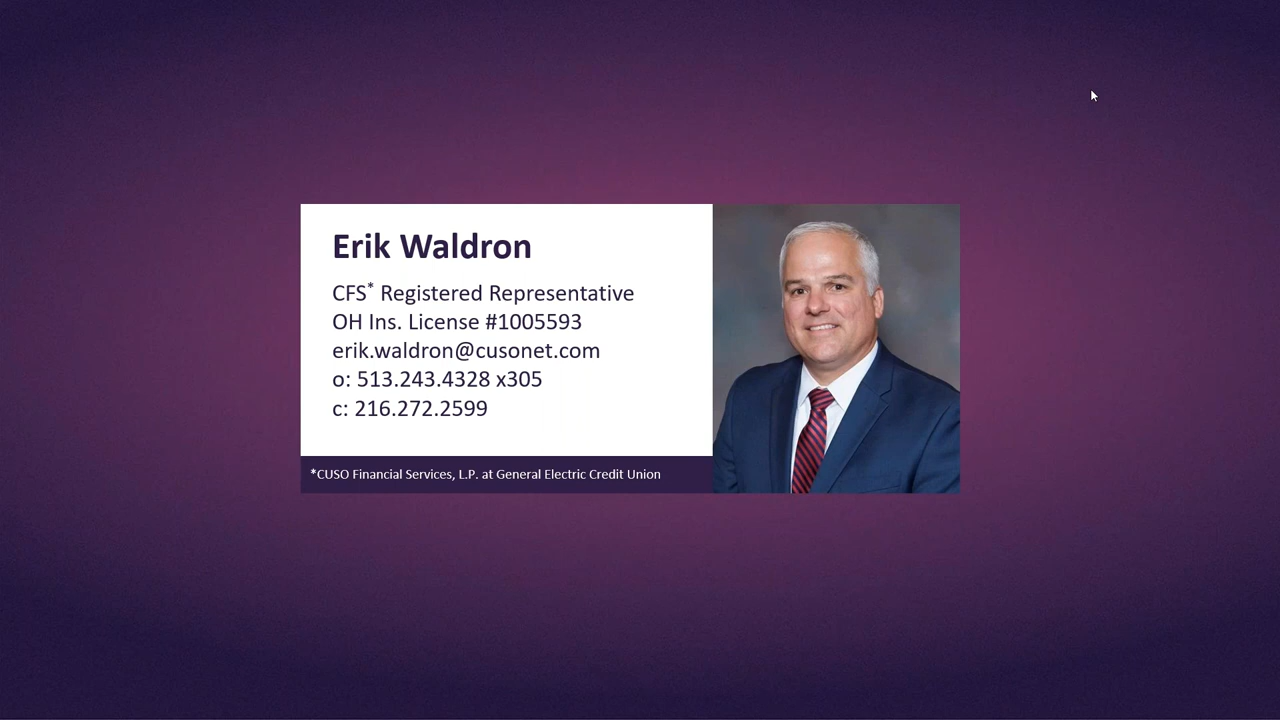 Erik Waldron
CFS* Registered Representative
OH Ins. License #1005593
erik.waldron@cusonet.com
o: 513.243.4328 x305
c: 216.272.2599
*CUSO Financial Services, L.P. at General Electric Credit Union